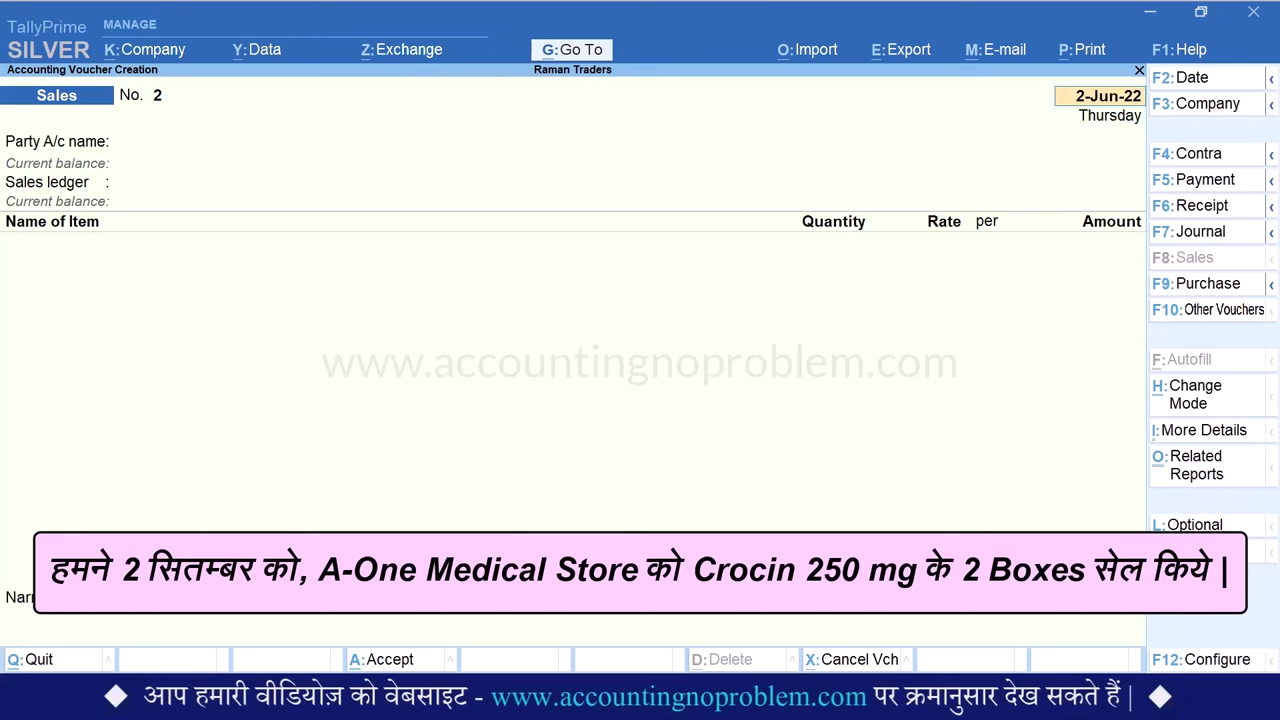 TallyPrime MANAGE
SILVER K:Company Y:Data Z:Exchange G:Go To O:Import E:Export M:E-mail P:Print F1:Help
Accounting Voucher Creation Raman Traders
F2:Date
Sales No. 2 2-Jun-22
F3:Company
Thursday
Party A/c name:
F4:Contra
Current balance:
F5:Payment
Sales ledger :
Current balance:
F6:Receipt
Name of Item Quantity Rate per Amount
F7:Journal
F8:Sales
F9:Purchase
F10:Other Vouchers
www.accountingnoproblem.com
F:Autofill
H:Change
Mode
I:More Details
O:Related
Reports
L:Optional
हमने 2 सितम्बर को, A-One Medical Store को Crocin 250 mg के 2 Boxes सेल किये |
Q:Quit A:Accept D:Delete X:Cancel Vch F12:Configure
आप हमारी वीडियोज़ को वेबसाइट - www.accountingnoproblem.com पर क्रमानुसार देख सकते हैं |